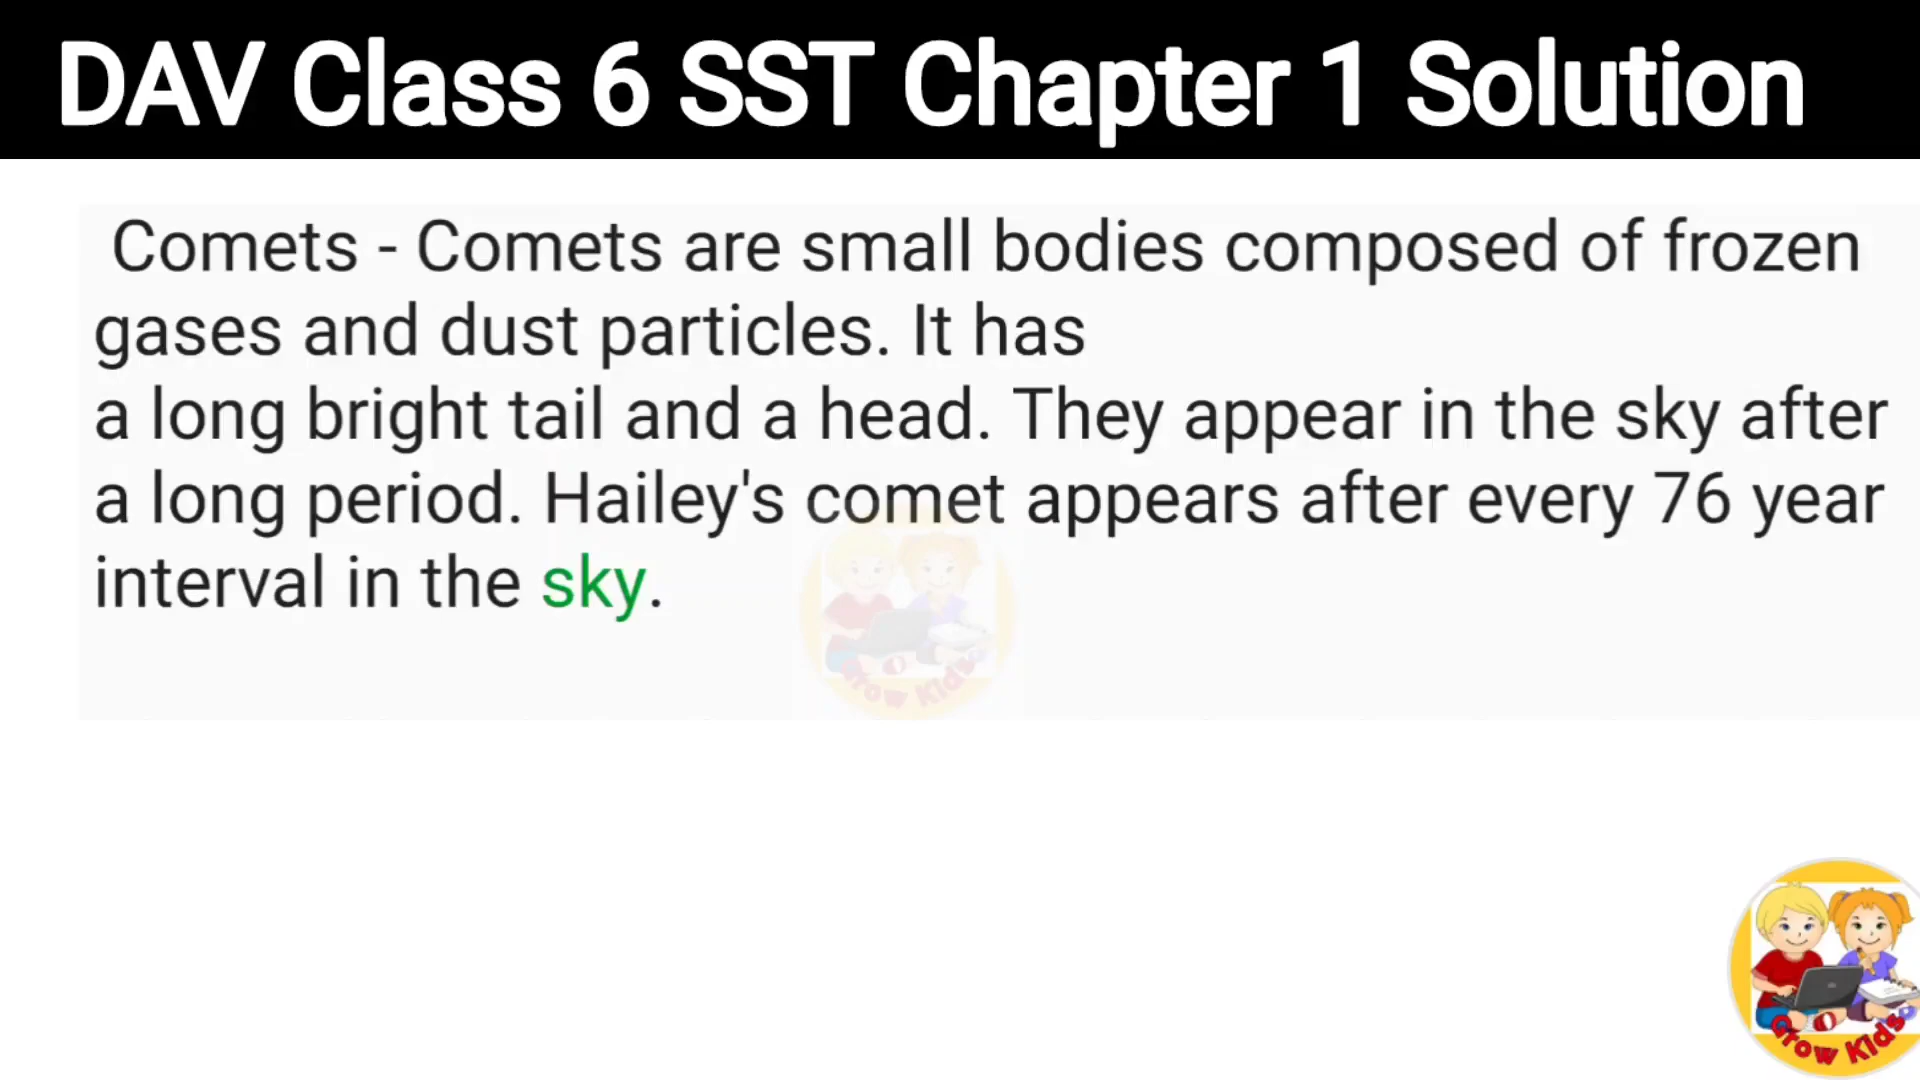 DAV Class 6 SST Chapter 1 Solution
Comets - Comets are small bodies composed of frozen
gases and dust particles. It has
a long bright tail and a head. They appear in the sky after
a long period. Hailey's comet appears after every 76 year
interval in the sky.
Grow Kids
Grow Kids